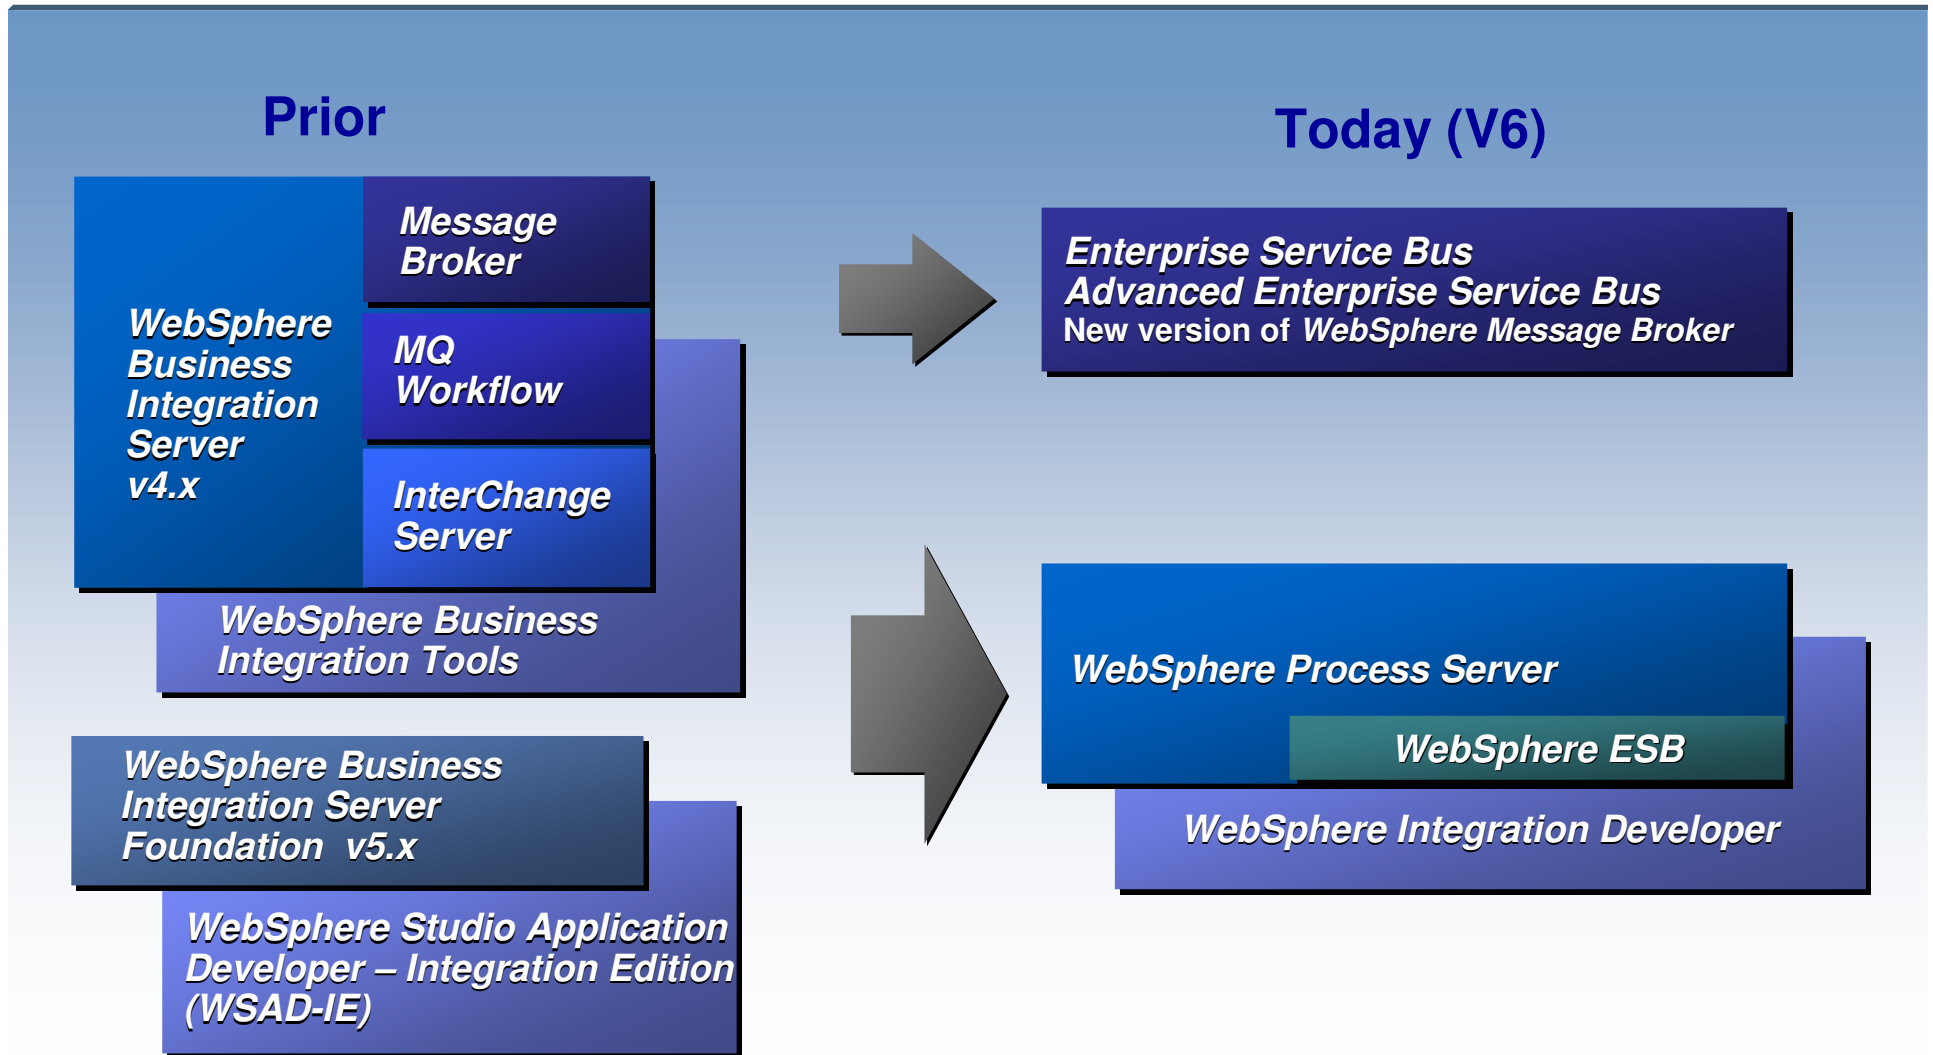 Prior
WebSphere
Business
Integration
Server
v4.x
Message
Broker
MQ
Workflow
InterChange
Server
WebSphere Business
Integration Tools
WebSphere Business
Integration Server
Foundation v5.x
WebSphere Studio Application
Developer – Integration Edition
(WSAD-IE)
Today (V6)
Enterprise Service Bus
Advanced Enterprise Service Bus
New version of WebSphere Message Broker
WebSphere Process Server
WebSphere ESB
WebSphere Integration Developer